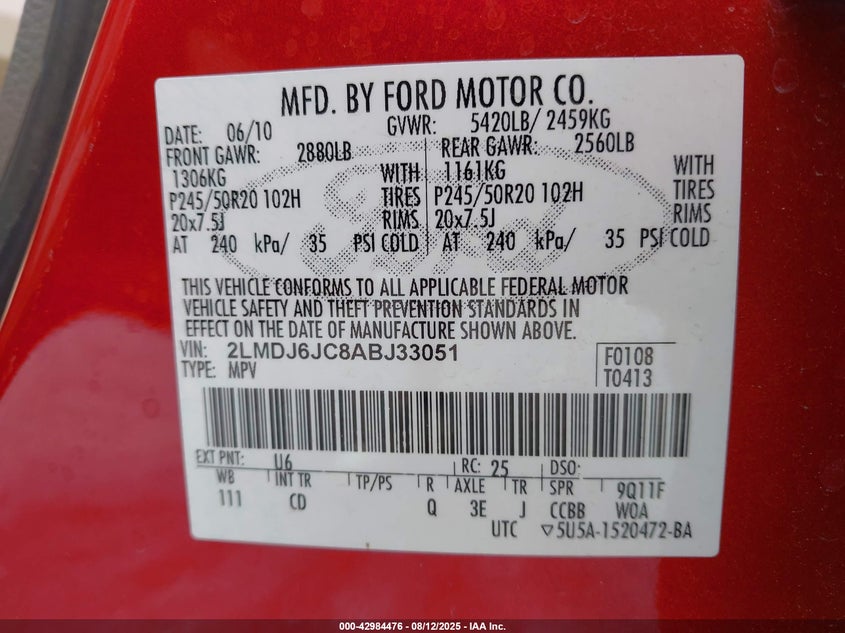 MFD. BY FORD MOTOR CO.
DATE: 06/10 GVWR: 5420LB/ 2459KG
FRONT GAWR: 2880LB REAR GAWR: 2560LB
1306KG WITH 1161KG WITH
P245/50R20 102H TIRES P245/50R20 102H TIRES
20x7.5J RIMS 20x7.5J RIMS
AT 240 kPa/ 35 PSI COLD AT 240 kPa/ 35 PSI COLD
Ford
THIS VEHICLE CONFORMS TO ALL APPLICABLE FEDERAL MOTOR
VEHICLE SAFETY AND THEFT PREVENTION STANDARDS IN
EFFECT ON THE DATE OF MANUFACTURE SHOWN ABOVE.
VIN: 2LMDJ6JC8ABJ33051 F0108
TYPE: MPV T0413
EXT PNT: U6 RC: 25 DSO:
WB INT TR TP/PS R AXLE TR SPR 9Q11F
111 CD Q 3E J CCBB WOA
UTC ▽5U5A-1520472-BA
000-42984476 - 08/12/2025 - IAA Inc.